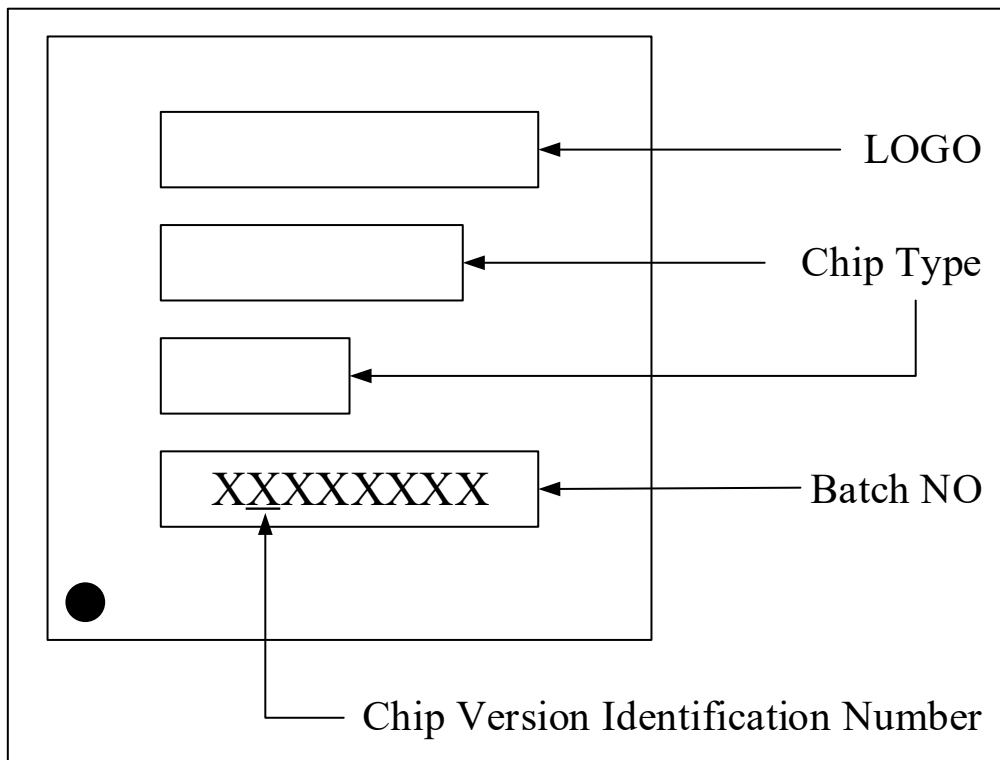 LOGO
Chip Type
XXXXXXXX
Batch NO
Chip Version Identification Number